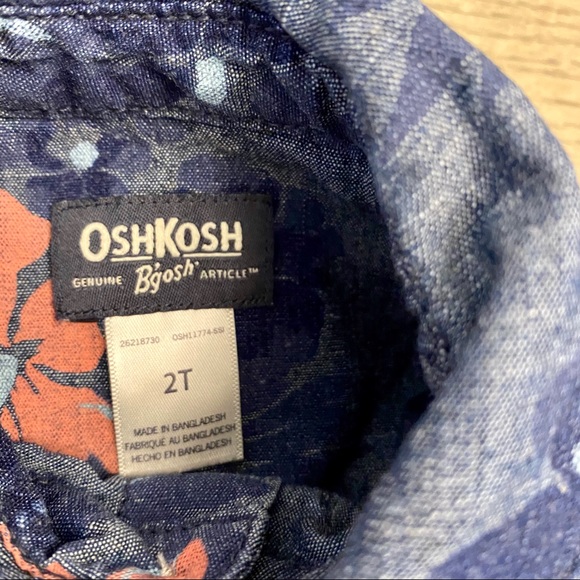 OSHKOSH
GENUINE B'gosh ARTICLE™
26218730 OSH11774-SSI
2T
MADE IN BANGLADESH
FABRIQUÉ AU BANGLADESH
HECHO EN BANGLADESH